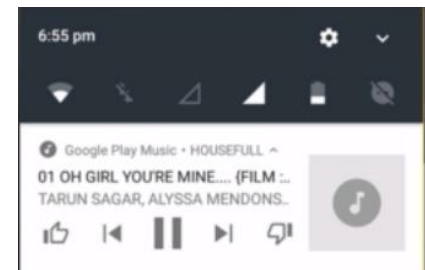 6:55 pm
Google Play Music • HOUSEFULL
01 OH GIRL YOU'RE MINE.... {FILM :..
TARUN SAGAR, ALYSSA MENDONS..